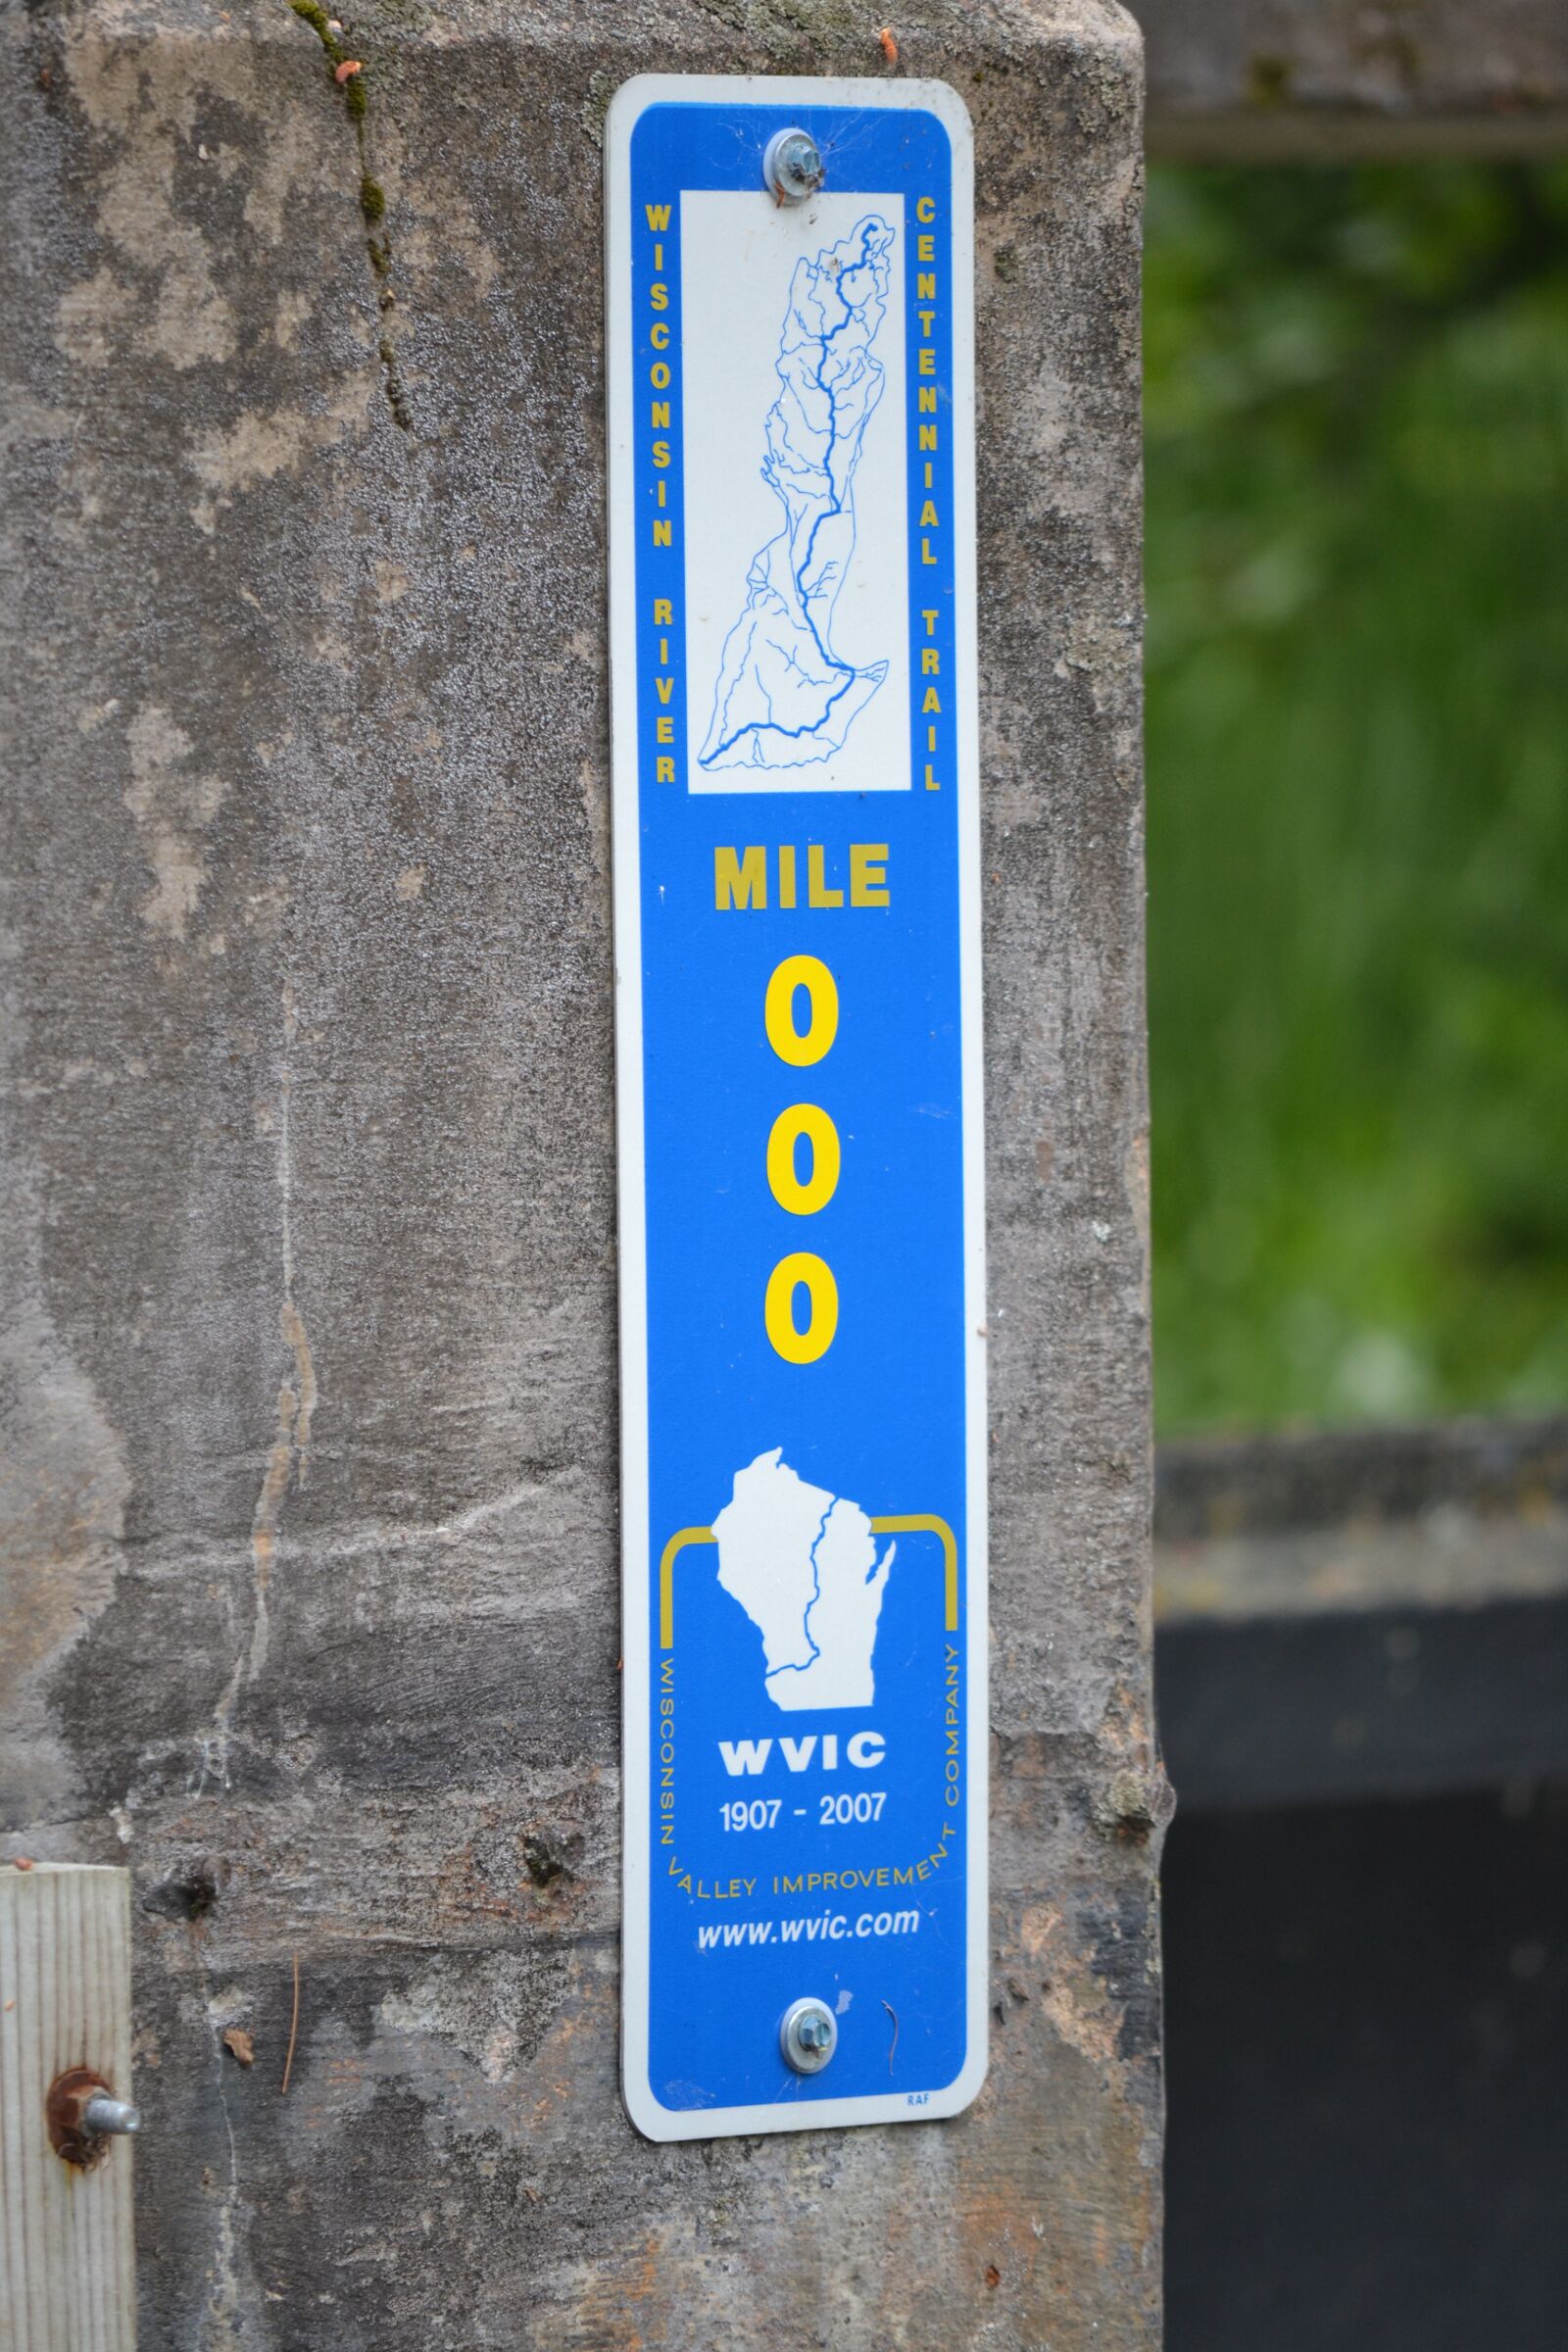 WISCONSIN RIVER
CENTENNIAL TRAIL
MILE
0
0
0
WVIC
1907 - 2007
WISCONSIN VALLEY IMPROVEMENT COMPANY
www.wvic.com
RAF